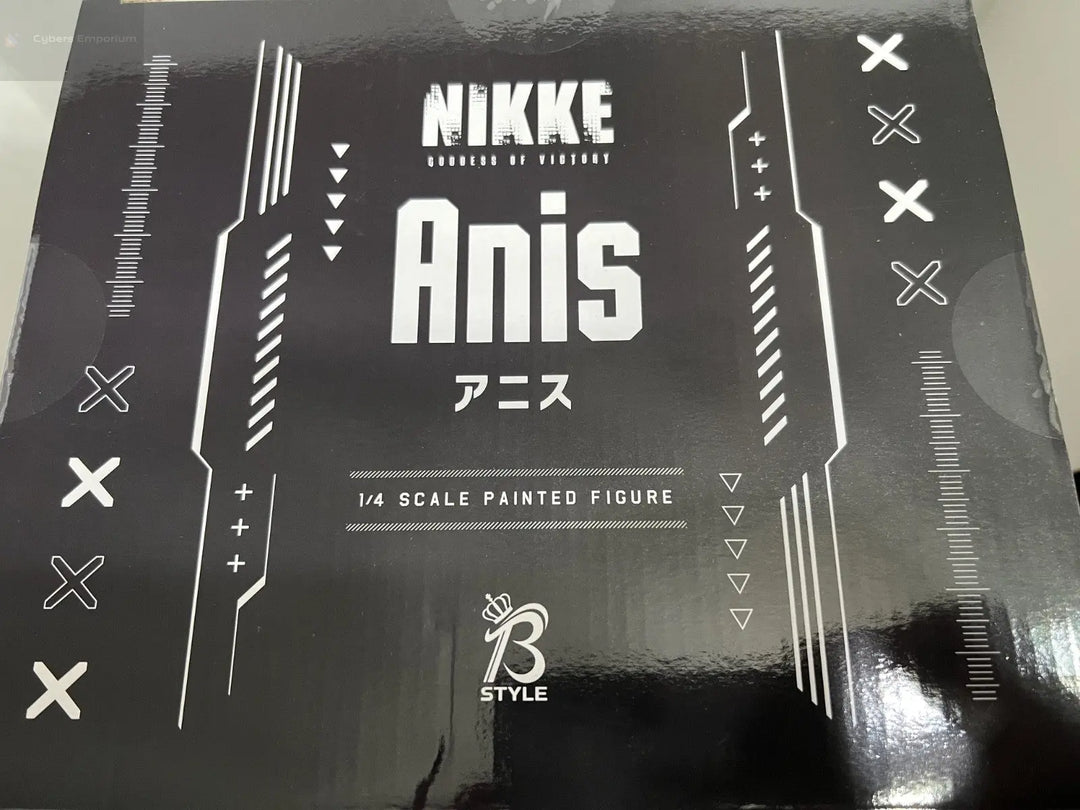 Cybers Emporium
NIKKE
GODDESS OF VICTORY
Anis
アニス
1/4 SCALE PAINTED FIGURE
B
STYLE